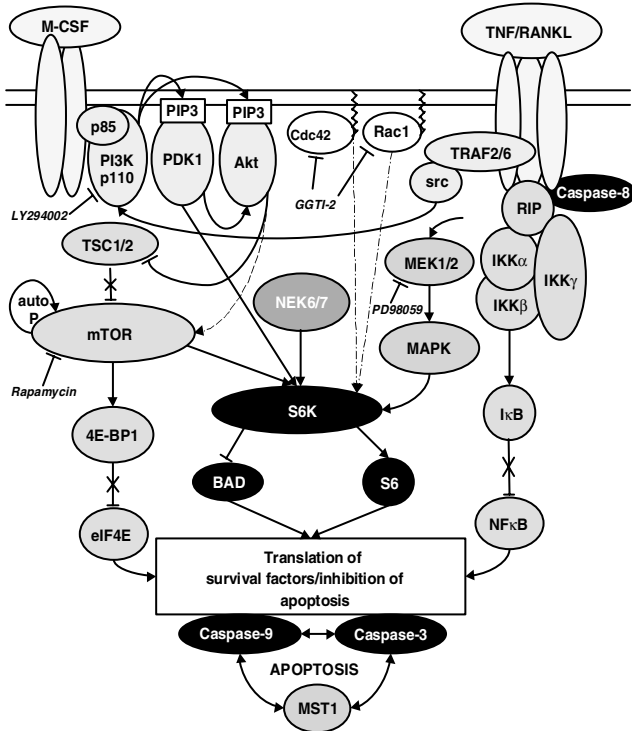 M-CSF
TNF/RANKL
PIP3
PIP3
p85
PI3K
p110
PDK1
Akt
Cdc42
Rac1
TRAF2/6
src
Caspase-8
RIP
LY294002
GGTI-2
TSC1/2
MEK1/2
IKKα
IKKγ
IKKβ
auto
P
mTOR
NEK6/7
PD98059
MAPK
Rapamycin
S6K
IκB
4E-BP1
BAD
S6
eIF4E
NFκB
Translation of
survival factors/inhibition of
apoptosis
Caspase-9
Caspase-3
APOPTOSIS
MST1